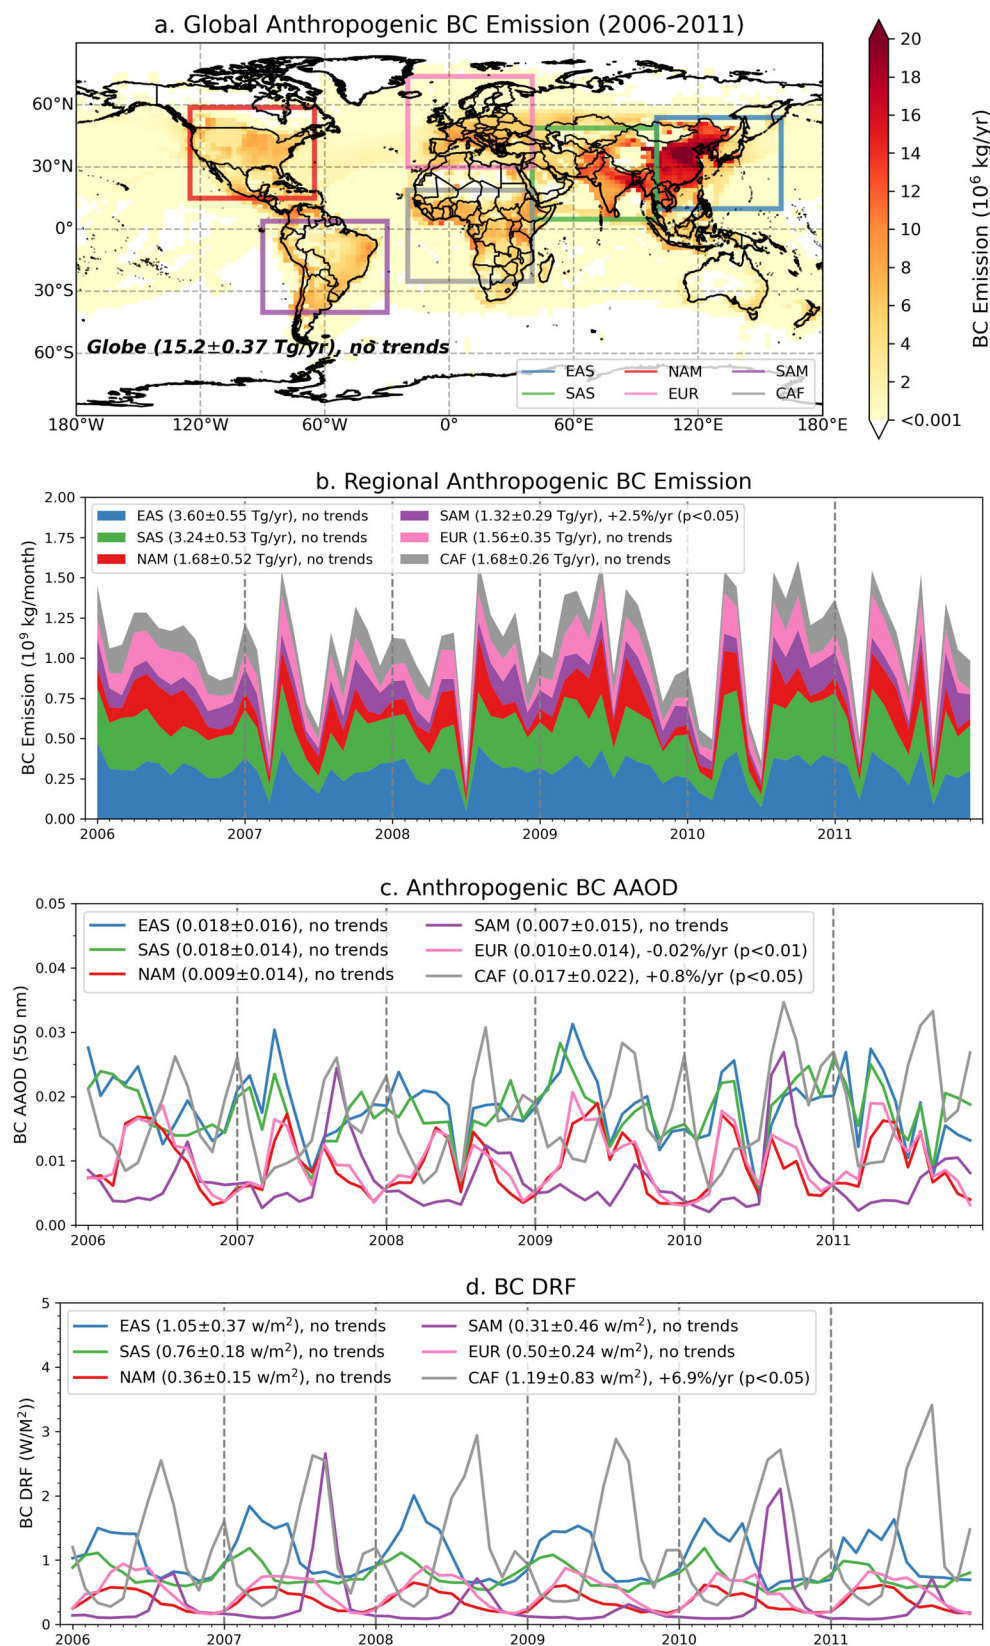 a. Global Anthropogenic BC Emission (2006-2011)
60°N
30°N
0°
30°S
60°S
180°W 120°W 60°W 0° 60°E 120°E 180°E
Globe (15.2±0.37 Tg/yr), no trends
EAS NAM SAM
SAS EUR CAF
20
18
16
14
12
10
8
6
4
2
<0.001
BC Emission (10⁶ kg/yr)
b. Regional Anthropogenic BC Emission
EAS (3.60±0.55 Tg/yr), no trends SAM (1.32±0.29 Tg/yr), +2.5%/yr (p<0.05)
SAS (3.24±0.53 Tg/yr), no trends EUR (1.56±0.35 Tg/yr), no trends
NAM (1.68±0.52 Tg/yr), no trends CAF (1.68±0.26 Tg/yr), no trends
BC Emission (10⁹ kg/month)
2.00
1.75
1.50
1.25
1.00
0.75
0.50
0.25
0.00
2006 2007 2008 2009 2010 2011
c. Anthropogenic BC AAOD
EAS (0.018±0.016), no trends SAM (0.007±0.015), no trends
SAS (0.018±0.014), no trends EUR (0.010±0.014), -0.02%/yr (p<0.01)
NAM (0.009±0.014), no trends CAF (0.017±0.022), +0.8%/yr (p<0.05)
BC AAOD (550 nm)
0.05
0.04
0.03
0.02
0.01
0.00
2006 2007 2008 2009 2010 2011
d. BC DRF
EAS (1.05±0.37 w/m²), no trends SAM (0.31±0.46 w/m²), no trends
SAS (0.76±0.18 w/m²), no trends EUR (0.50±0.24 w/m²), no trends
NAM (0.36±0.15 w/m²), no trends CAF (1.19±0.83 w/m²), +6.9%/yr (p<0.05)
BC DRF (W/M²))
5
4
3
2
1
0
2006 2007 2008 2009 2010 2011